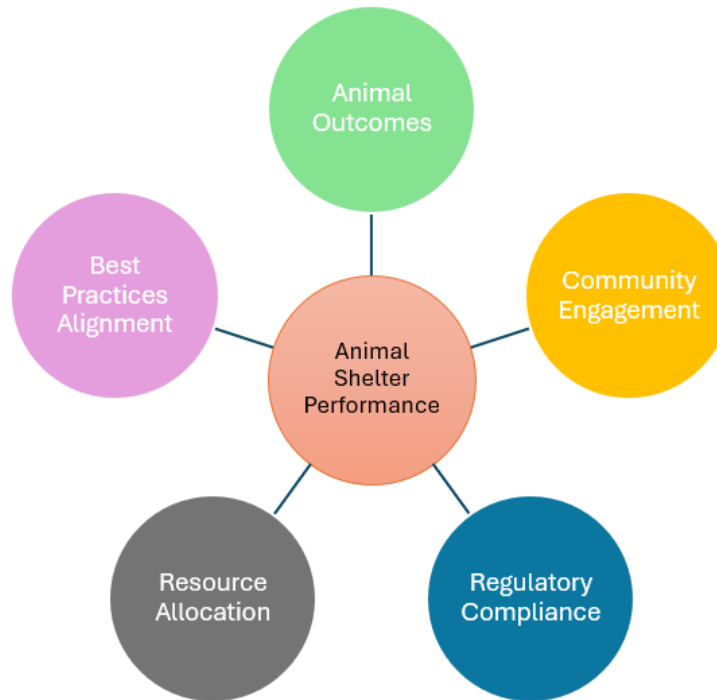 Animal
Outcomes
Community
Engagement
Best
Practices
Alignment
Animal
Shelter
Performance
Resource
Allocation
Regulatory
Compliance